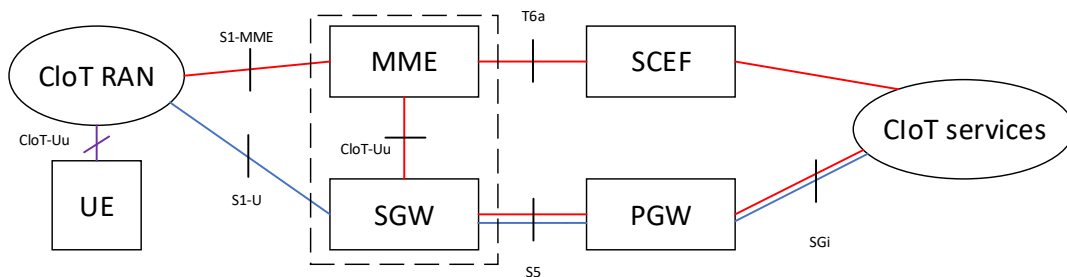 T6a
S1-MME
MME
SCEF
CIoT RAN
CIoT services
CIoT-Uu
CIoT-Uu
UE
S1-U
SGW
PGW
SGi
S5